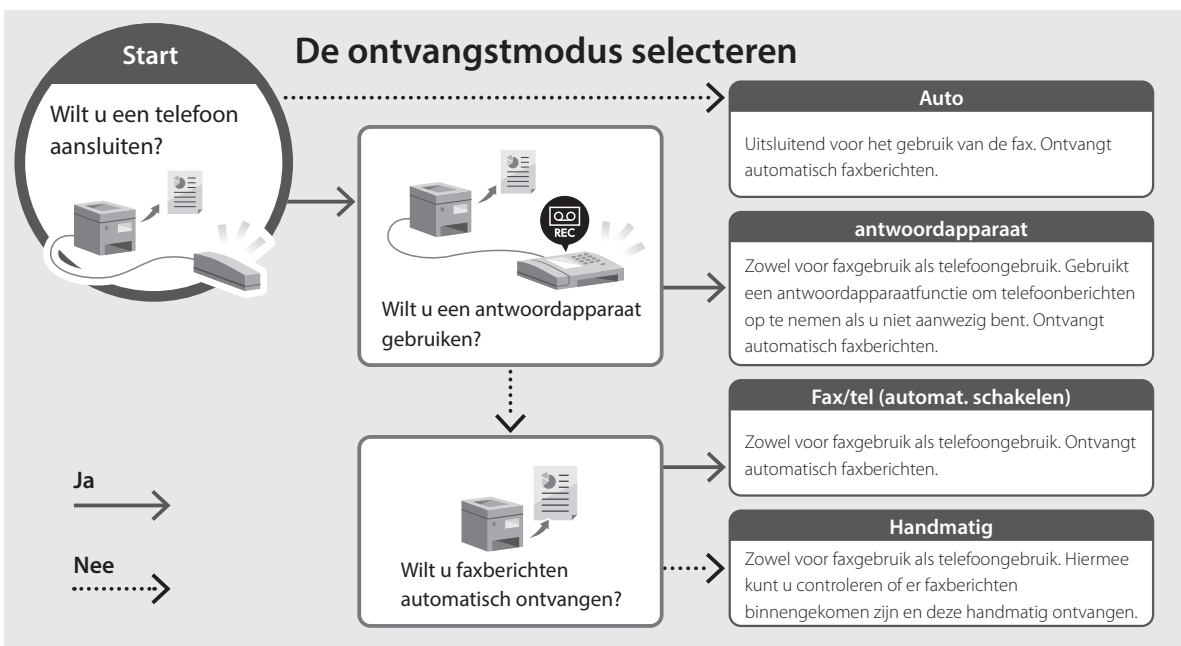 De ontvangstmodus selecteren
Start
Wilt u een telefoon
aansluiten?
REC
Wilt u een antwoordapparaat
gebruiken?
Wilt u faxberichten
automatisch ontvangen?
Auto
Uitsluitend voor het gebruik van de fax. Ontvangt
automatisch faxberichten.
antwoordapparaat
Zowel voor faxgebruik als telefoongebruik. Gebruikt
een antwoordapparaatfunctie om telefoonberichten
op te nemen als u niet aanwezig bent. Ontvangt
automatisch faxberichten.
Fax/tel (automat. schakelen)
Zowel voor faxgebruik als telefoongebruik. Ontvangt
automatisch faxberichten.
Handmatig
Zowel voor faxgebruik als telefoongebruik. Hiermee
kunt u controleren of er faxberichten
binnengekomen zijn en deze handmatig ontvangen.
Ja
Nee